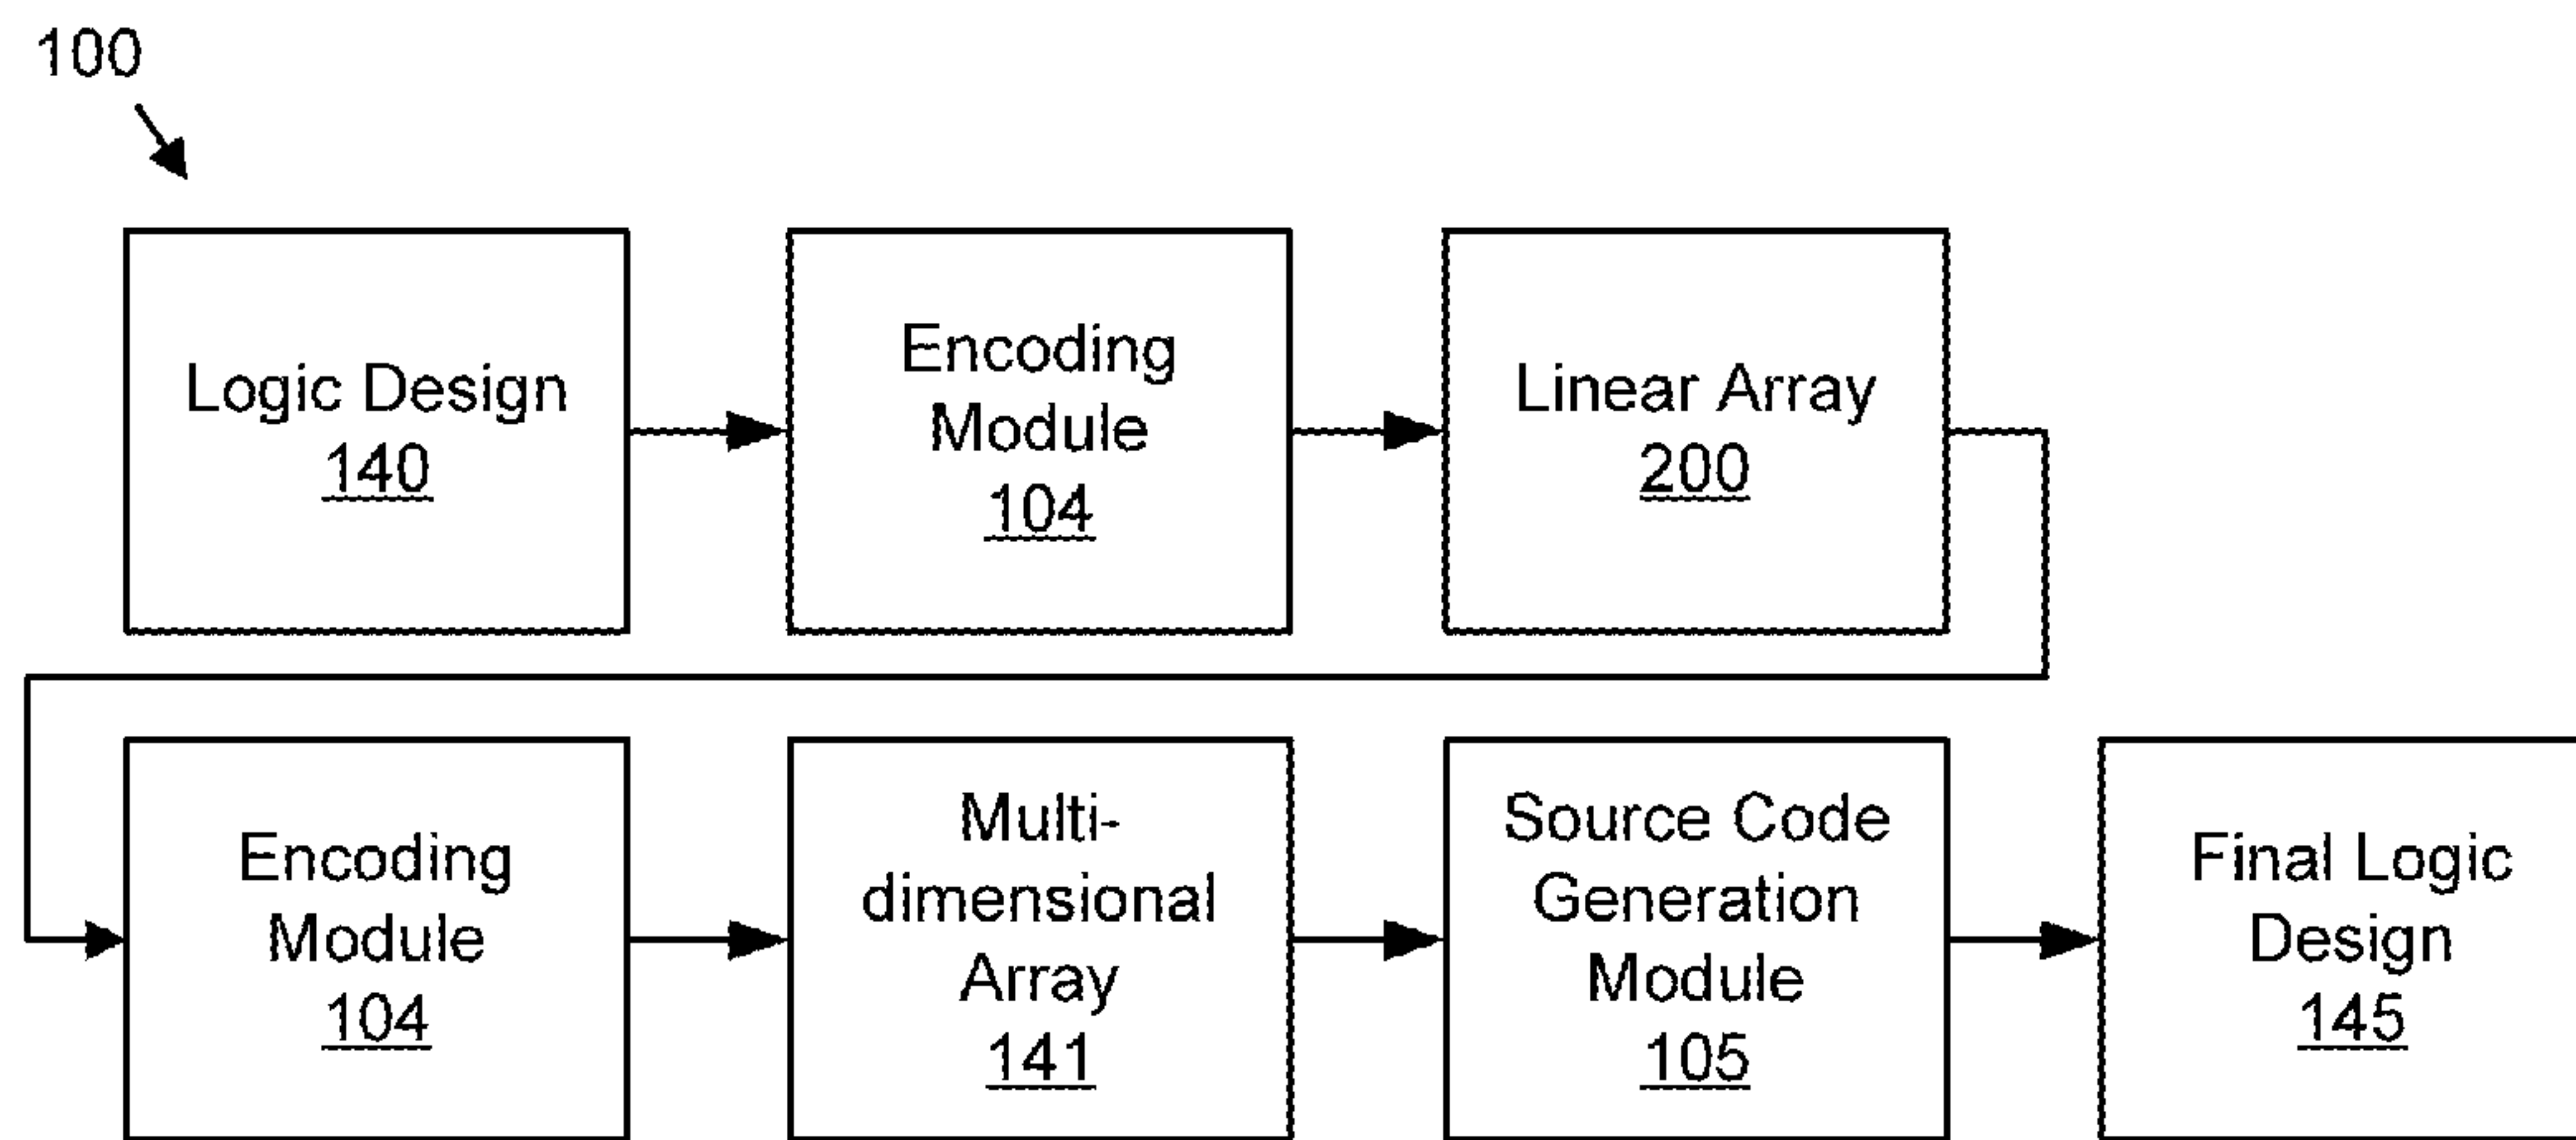 100
Logic Design
140
Encoding
Module
104
Linear Array
200
Encoding
Module
104
Multi-
dimensional
Array
141
Source Code
Generation
Module
105
Final Logic
Design
145